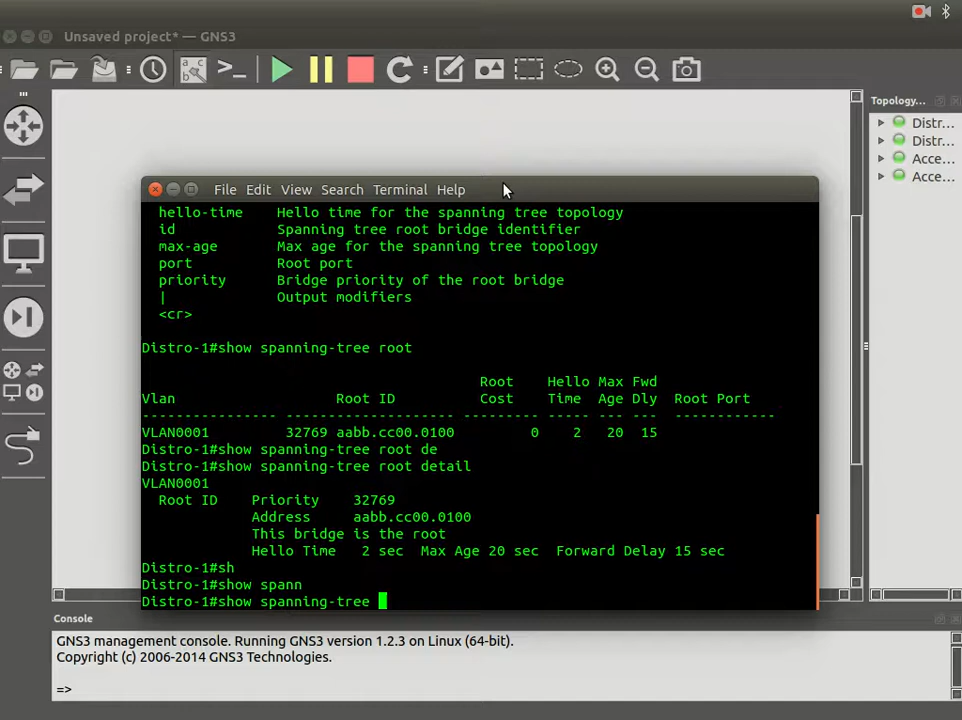 Unsaved project* — GNS3
Topology...
Distr...
Distr...
Acce...
Acce...
File Edit View Search Terminal Help
hello-time Hello time for the spanning tree topology
id Spanning tree root bridge identifier
max-age Max age for the spanning tree topology
port Root port
priority Bridge priority of the root bridge
| Output modifiers
<cr>
Distro-1#show spanning-tree root
Root Hello Max Fwd
Vlan Root ID Cost Time Age Dly Root Port
---------------- -------------------- --------- ----- --- --- ------------
VLAN0001 32769 aabb.cc00.0100 0 2 20 15
Distro-1#show spanning-tree root de
Distro-1#show spanning-tree root detail
VLAN0001
Root ID Priority 32769
Address aabb.cc00.0100
This bridge is the root
Hello Time 2 sec Max Age 20 sec Forward Delay 15 sec
Distro-1#sh
Distro-1#show spann
Distro-1#show spanning-tree
Console
GNS3 management console. Running GNS3 version 1.2.3 on Linux (64-bit).
Copyright (c) 2006-2014 GNS3 Technologies.
=>